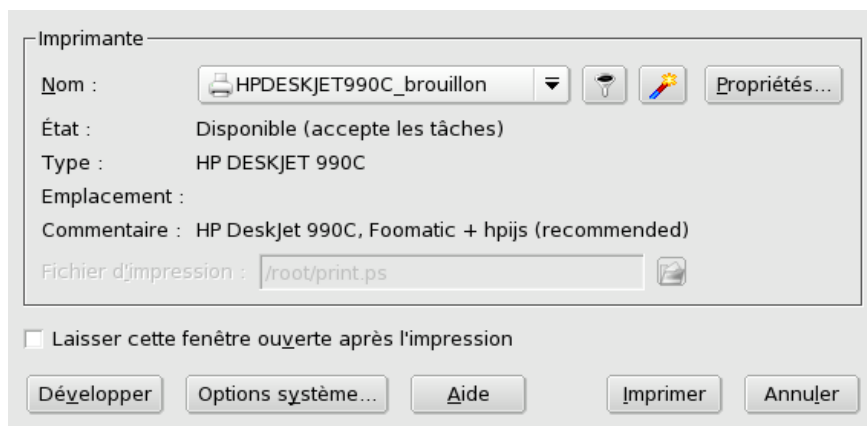 Imprimante
Nom : HPDESKJET990C_brouillon Propriétés...
État : Disponible (accepte les tâches)
Type : HP DESKJET 990C
Emplacement :
Commentaire : HP DeskJet 990C, Foomatic + hpijs (recommended)
Fichier d'impression : /root/print.ps
Laisser cette fenêtre ouverte après l'impression
Développer Options système... Aide Imprimer Annuler